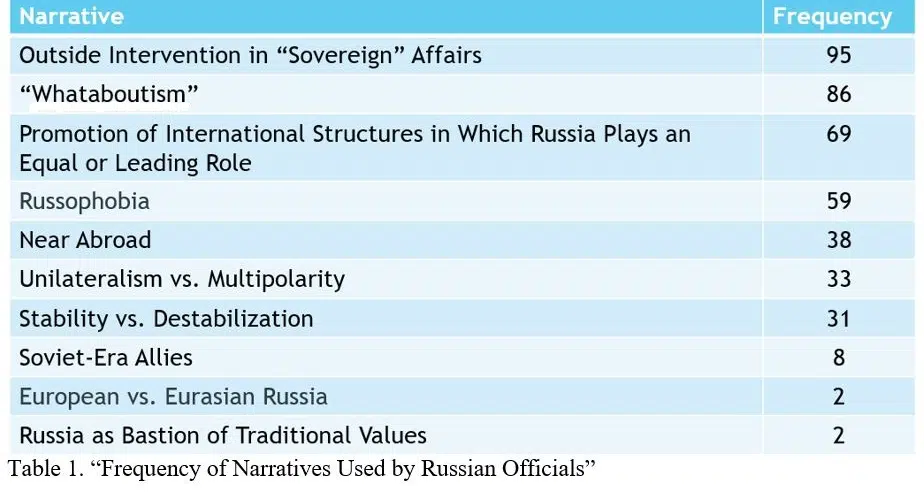 Narrative Frequency
Outside Intervention in “Sovereign” Affairs 95
“Whataboutism” 86
Promotion of International Structures in Which Russia Plays an 69
Equal or Leading Role
Russophobia 59
Near Abroad 38
Unilateralism vs. Multipolarity 33
Stability vs. Destabilization 31
Soviet-Era Allies 8
European vs. Eurasian Russia 2
Russia as Bastion of Traditional Values 2
Table 1. “Frequency of Narratives Used by Russian Officials”